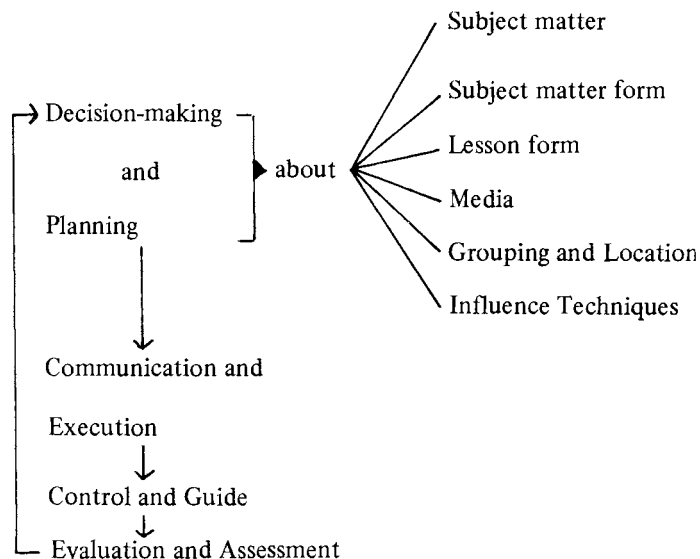 Subject matter
Decision-making
Subject matter form
Lesson form
and
about
Media
Planning
Grouping and Location
Influence Techniques
Communication and
Execution
Control and Guide
Evaluation and Assessment